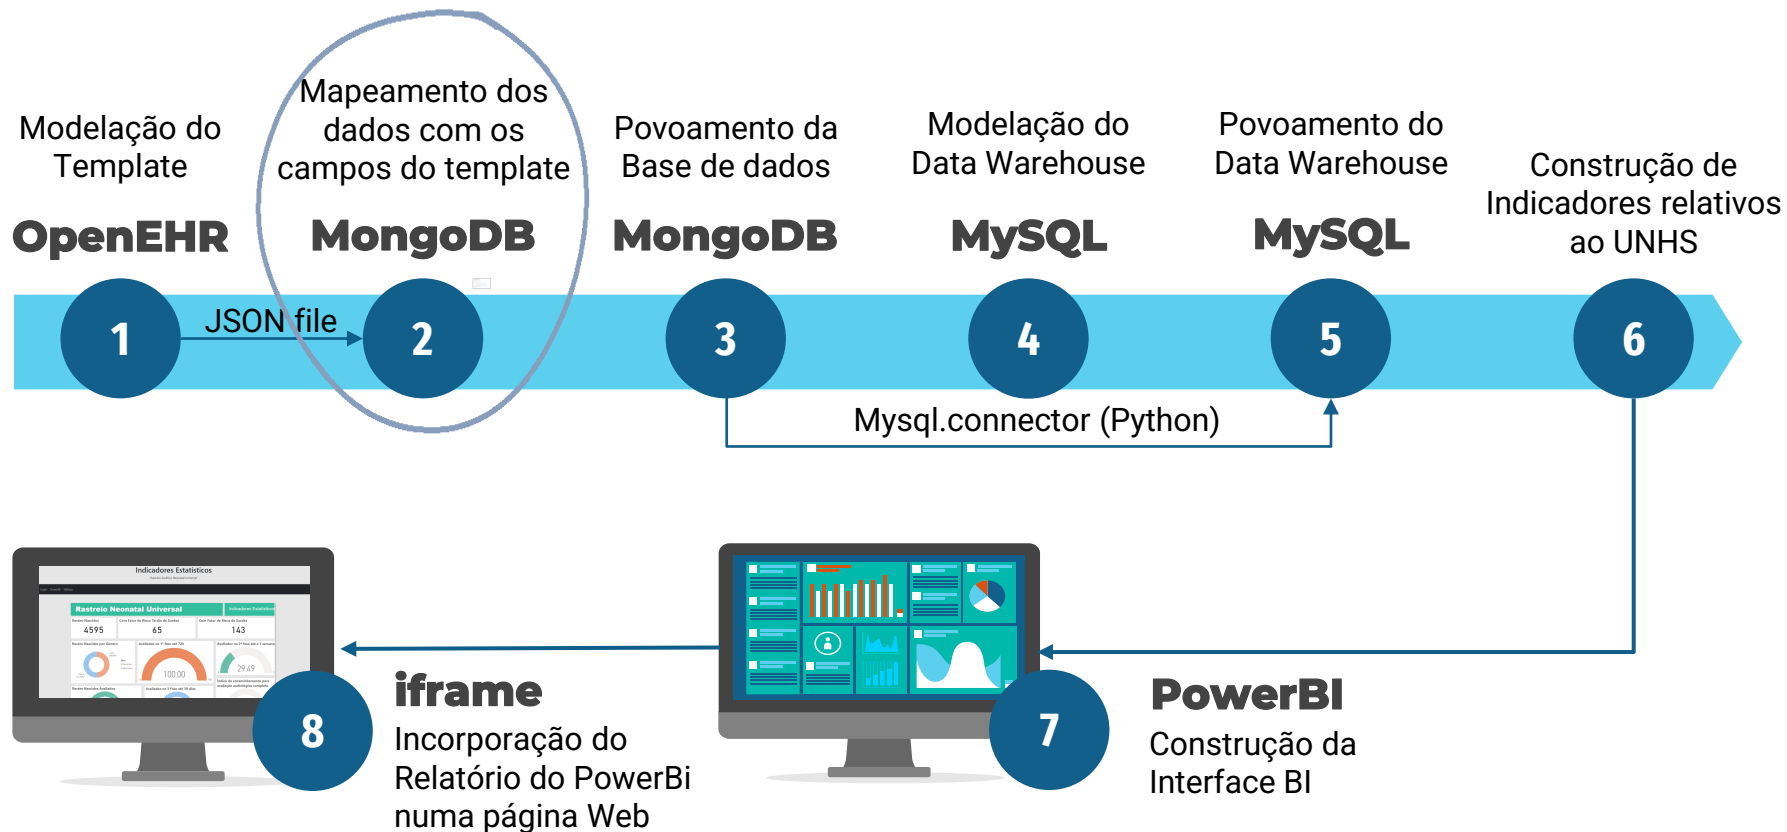 Modelação do
Template
OpenEHR
Mapeamento dos
dados com os
campos do template
MongoDB
Povoamento da
Base de dados
MongoDB
Modelação do
Data Warehouse
MySQL
Povoamento do
Data Warehouse
MySQL
Construção de
Indicadores relativos
ao UNHS
1
JSON file
2
3
4
5
6
Mysql.connector (Python)
Indicadores Estatísticos
Rastreio Neonatal Universal
Indicadores Estatísticos
4595
65
143
100.00
29.49
8
iframe
Incorporação do
Relatório do PowerBi
numa página Web
7
PowerBI
Construção da
Interface BI